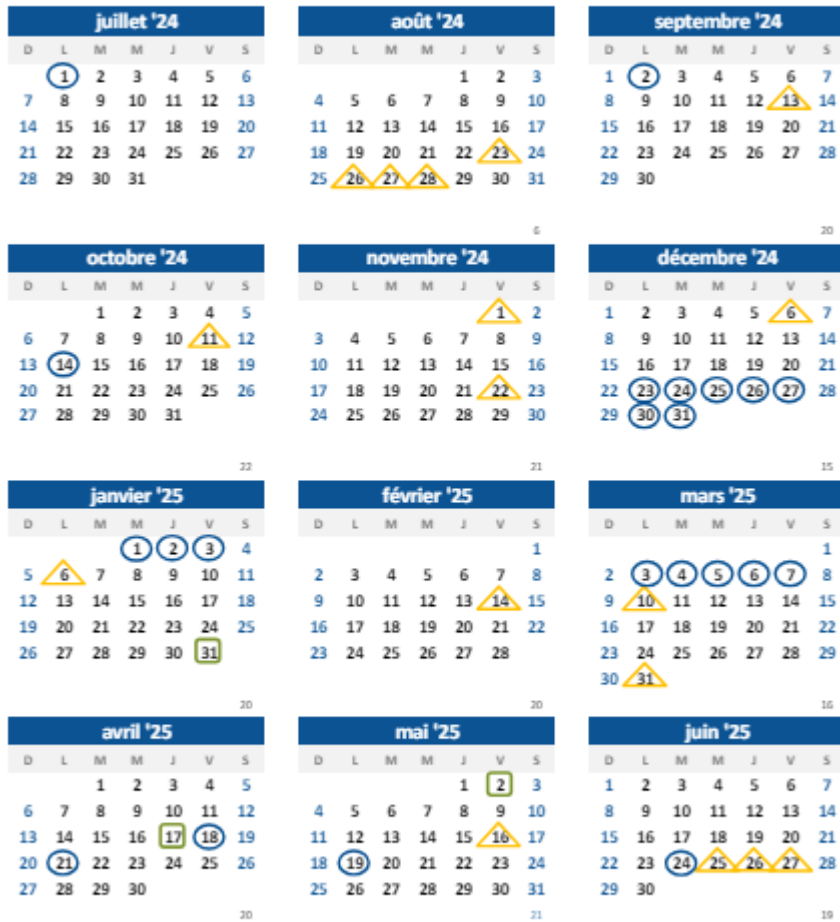 juillet '24 août '24 septembre '24
D L M M J V S D L M M J V S D L M M J V S
1 2 3 4 5 6 1 2 3 1 2 3 4 5 6 7
7 8 9 10 11 12 13 4 5 6 7 8 9 10 8 9 10 11 12 13 14
14 15 16 17 18 19 20 11 12 13 14 15 16 17 15 16 17 18 19 20 21
21 22 23 24 25 26 27 18 19 20 21 22 23 24 22 23 24 25 26 27 28
28 29 30 31 25 26 27 28 29 30 31 29 30
6 20
octobre '24 novembre '24 décembre '24
D L M M J V S D L M M J V S D L M M J V S
1 2 3 4 5 1 2 1 2 3 4 5 6 7
6 7 8 9 10 11 12 3 4 5 6 7 8 9 8 9 10 11 12 13 14
13 14 15 16 17 18 19 10 11 12 13 14 15 16 15 16 17 18 19 20 21
20 21 22 23 24 25 26 17 18 19 20 21 22 23 22 23 24 25 26 27 28
27 28 29 30 31 24 25 26 27 28 29 30 29 30 31
22 21 15
janvier '25 février '25 mars '25
D L M M J V S D L M M J V S D L M M J V S
1 2 3 4 1 1
5 6 7 8 9 10 11 2 3 4 5 6 7 8 2 3 4 5 6 7 8
12 13 14 15 16 17 18 9 10 11 12 13 14 15 9 10 11 12 13 14 15
19 20 21 22 23 24 25 16 17 18 19 20 21 22 16 17 18 19 20 21 22
26 27 28 29 30 31 23 24 25 26 27 28 23 24 25 26 27 28 29
30 31
20 20 16
avril '25 mai '25 juin '25
D L M M J V S D L M M J V S D L M M J V S
1 2 3 4 5 1 2 3 1 2 3 4 5 6 7
6 7 8 9 10 11 12 4 5 6 7 8 9 10 8 9 10 11 12 13 14
13 14 15 16 17 18 19 11 12 13 14 15 16 17 15 16 17 18 19 20 21
20 21 22 23 24 25 26 18 19 20 21 22 23 24 22 23 24 25 26 27 28
27 28 29 30 25 26 27 28 29 30 31 29 30
20 21 19